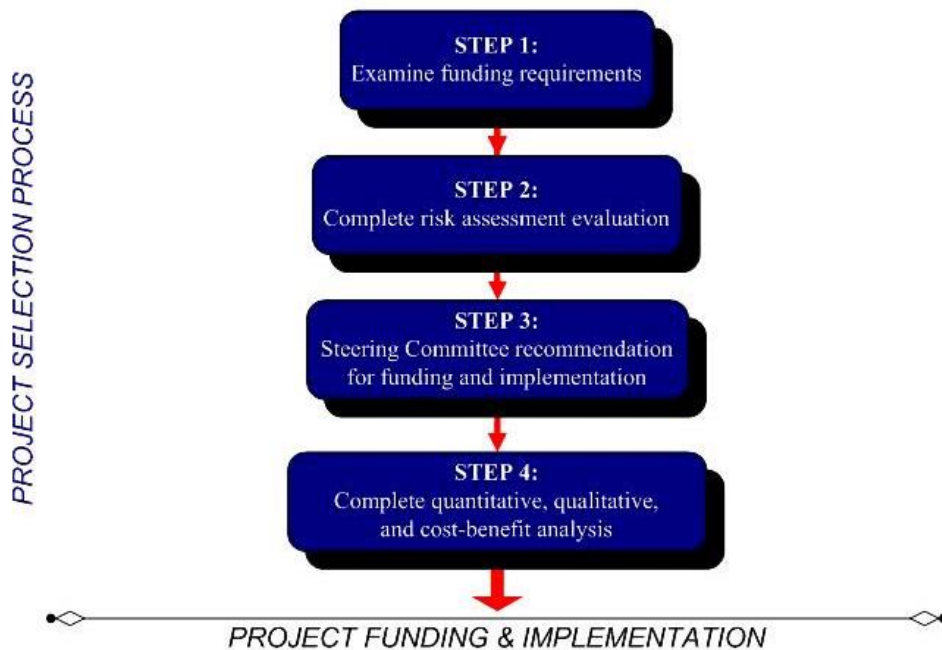 PROJECT SELECTION PROCESS
STEP 1:
Examine funding requirements
STEP 2:
Complete risk assessment evaluation
STEP 3:
Steering Committee recommendation
for funding and implementation
STEP 4:
Complete quantitative, qualitative,
and cost-benefit analysis
PROJECT FUNDING & IMPLEMENTATION